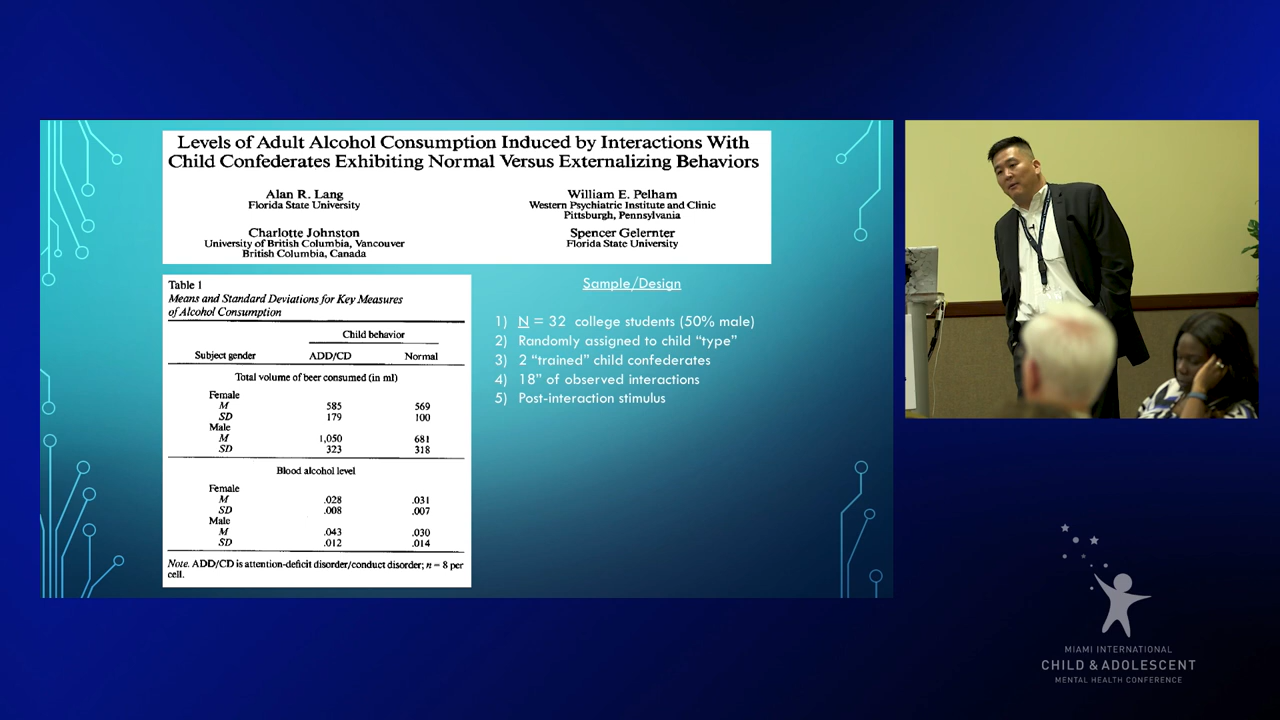 Levels of Adult Alcohol Consumption Induced by Interactions With
Child Confederates Exhibiting Normal Versus Externalizing Behaviors
Alan R. Lang
Florida State University
William E. Pelham
Western Psychiatric Institute and Clinic
Pittsburgh, Pennsylvania
Charlotte Johnston
University of British Columbia, Vancouver
British Columbia, Canada
Spencer Gelernter
Florida State University
Table 1
Means and Standard Deviations for Key Measures
of Alcohol Consumption
Child behavior
Subject gender ADD/CD Normal
Total volume of beer consumed (in ml)
Female
M 585 569
SD 179 100
Male
M 1,050 681
SD 323 318
Blood alcohol level
Female
M .028 .031
SD .008 .007
Male
M .043 .030
SD .012 .014
Note. ADD/CD is attention-deficit disorder/conduct disorder; n = 8 per
cell.
Sample/Design
1) N = 32 college students (50% male)
2) Randomly assigned to child “type”
3) 2 “trained” child confederates
4) 18” of observed interactions
5) Post-interaction stimulus
MIAMI INTERNATIONAL
CHILD & ADOLESCENT
MENTAL HEALTH CONFERENCE